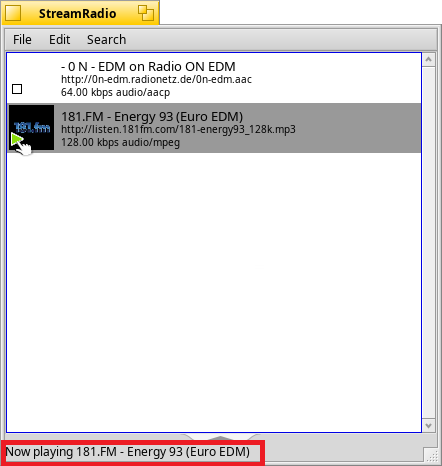 StreamRadio
File Edit Search
- 0 N - EDM on Radio ON EDM
http://0n-edm.radionetz.de/0n-edm.aac
64.00 kbps audio/aacp
181.fm
181.FM - Energy 93 (Euro EDM)
http://listen.181fm.com/181-energy93_128k.mp3
128.00 kbps audio/mpeg
Now playing 181.FM - Energy 93 (Euro EDM)